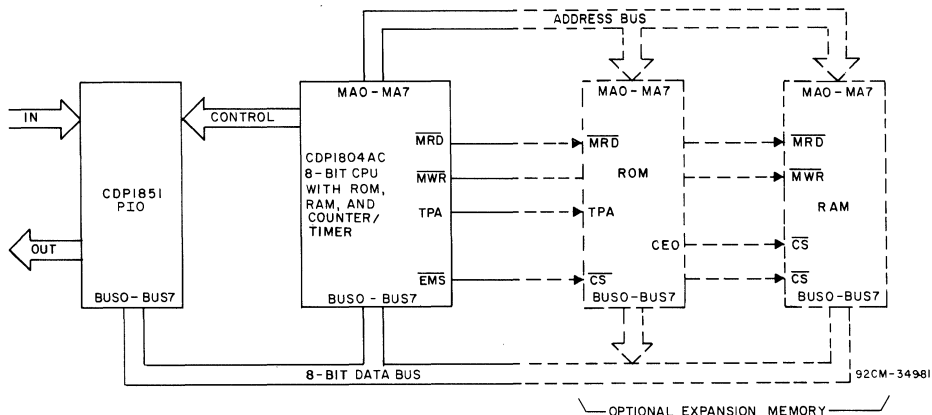 ADDRESS BUS
MA0-MA7
MA0-MA7
MA0-MA7
IN
CONTROL
CDP1851
PIO
OUT
BUS0-BUS7
CDP1804AC
8-BIT CPU
WITH ROM,
RAM, AND
COUNTER/
TIMER
MRD
MWR
TPA
EMS
BUS0-BUS7
MRD
ROM
TPA
CEO
CS
BUS0-BUS7
MRD
MWR
RAM
CS
CS
BUS0-BUS7
8-BIT DATA BUS
92CM-34981
OPTIONAL EXPANSION MEMORY